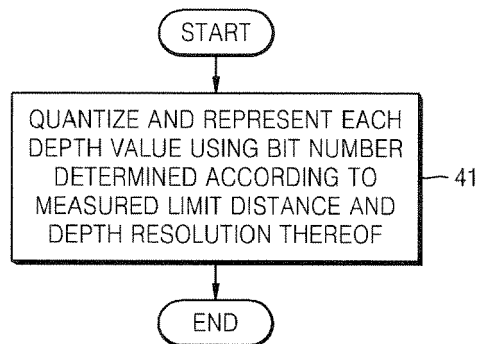 START
QUANTIZE AND REPRESENT EACH
DEPTH VALUE USING BIT NUMBER
DETERMINED ACCORDING TO
MEASURED LIMIT DISTANCE AND
DEPTH RESOLUTION THEREOF
41
END